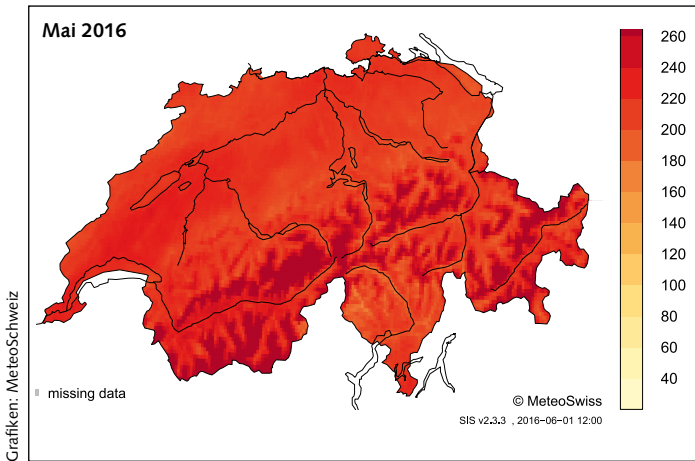 Mai 2016
260
240
220
200
180
160
140
120
100
80
60
40
missing data
© MeteoSwiss
SIS v2.3.3 , 2016-06-01 12:00
Grafiken: MeteoSchweiz